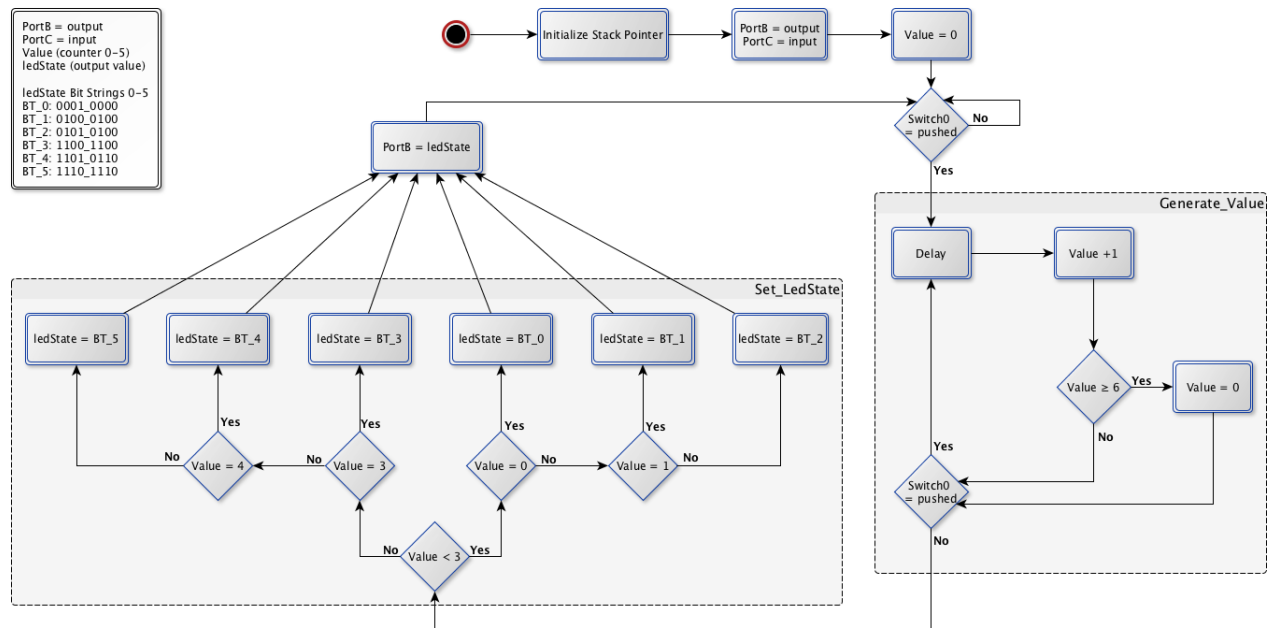 PortB = output
PortC = input
Value (counter 0-5)
ledState (output value)
ledState Bit Strings 0-5
BT_0: 0001_0000
BT_1: 0100_0100
BT_2: 0101_0100
BT_3: 1100_1100
BT_4: 1101_0110
BT_5: 1110_1110
Initialize Stack Pointer
PortB = output
PortC = input
Value = 0
Switch0
= pushed
No
Yes
PortB = ledState
Generate_Value
Delay
Value +1
Value ≥ 6
Yes
Value = 0
No
Yes
Switch0
= pushed
No
Set_LedState
ledState = BT_5
ledState = BT_4
ledState = BT_3
ledState = BT_0
ledState = BT_1
ledState = BT_2
Yes
Yes
Yes
Yes
No
Value = 4
No
Value = 3
Value = 0
No
Value = 1
No
No
Value < 3
Yes